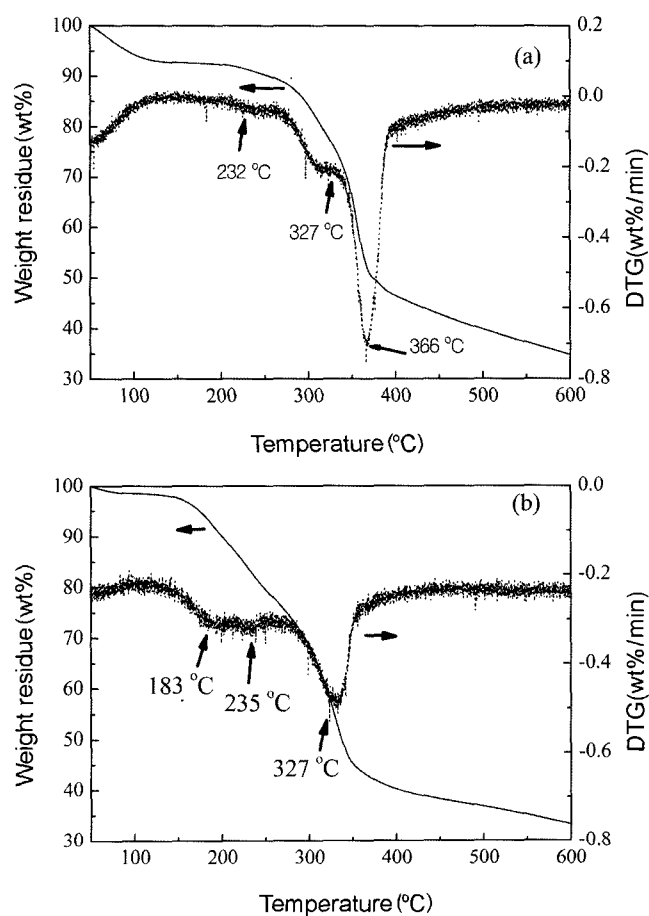 (a)
Weight residue (wt%)
100
90
80
70
60
50
40
30
0.2
0.0
-0.2
-0.4
-0.6
-0.8
DTG(wt%/min)
232 °C
327 °C
366 °C
100 200 300 400 500 600
Temperature (°C)
(b)
Weight residue (wt%)
100
90
80
70
60
50
40
30
0.0
-0.2
-0.4
-0.6
-0.8
DTG(wt%/min)
183 °C
235 °C
327 °C
100 200 300 400 500 600
Temperature (°C)